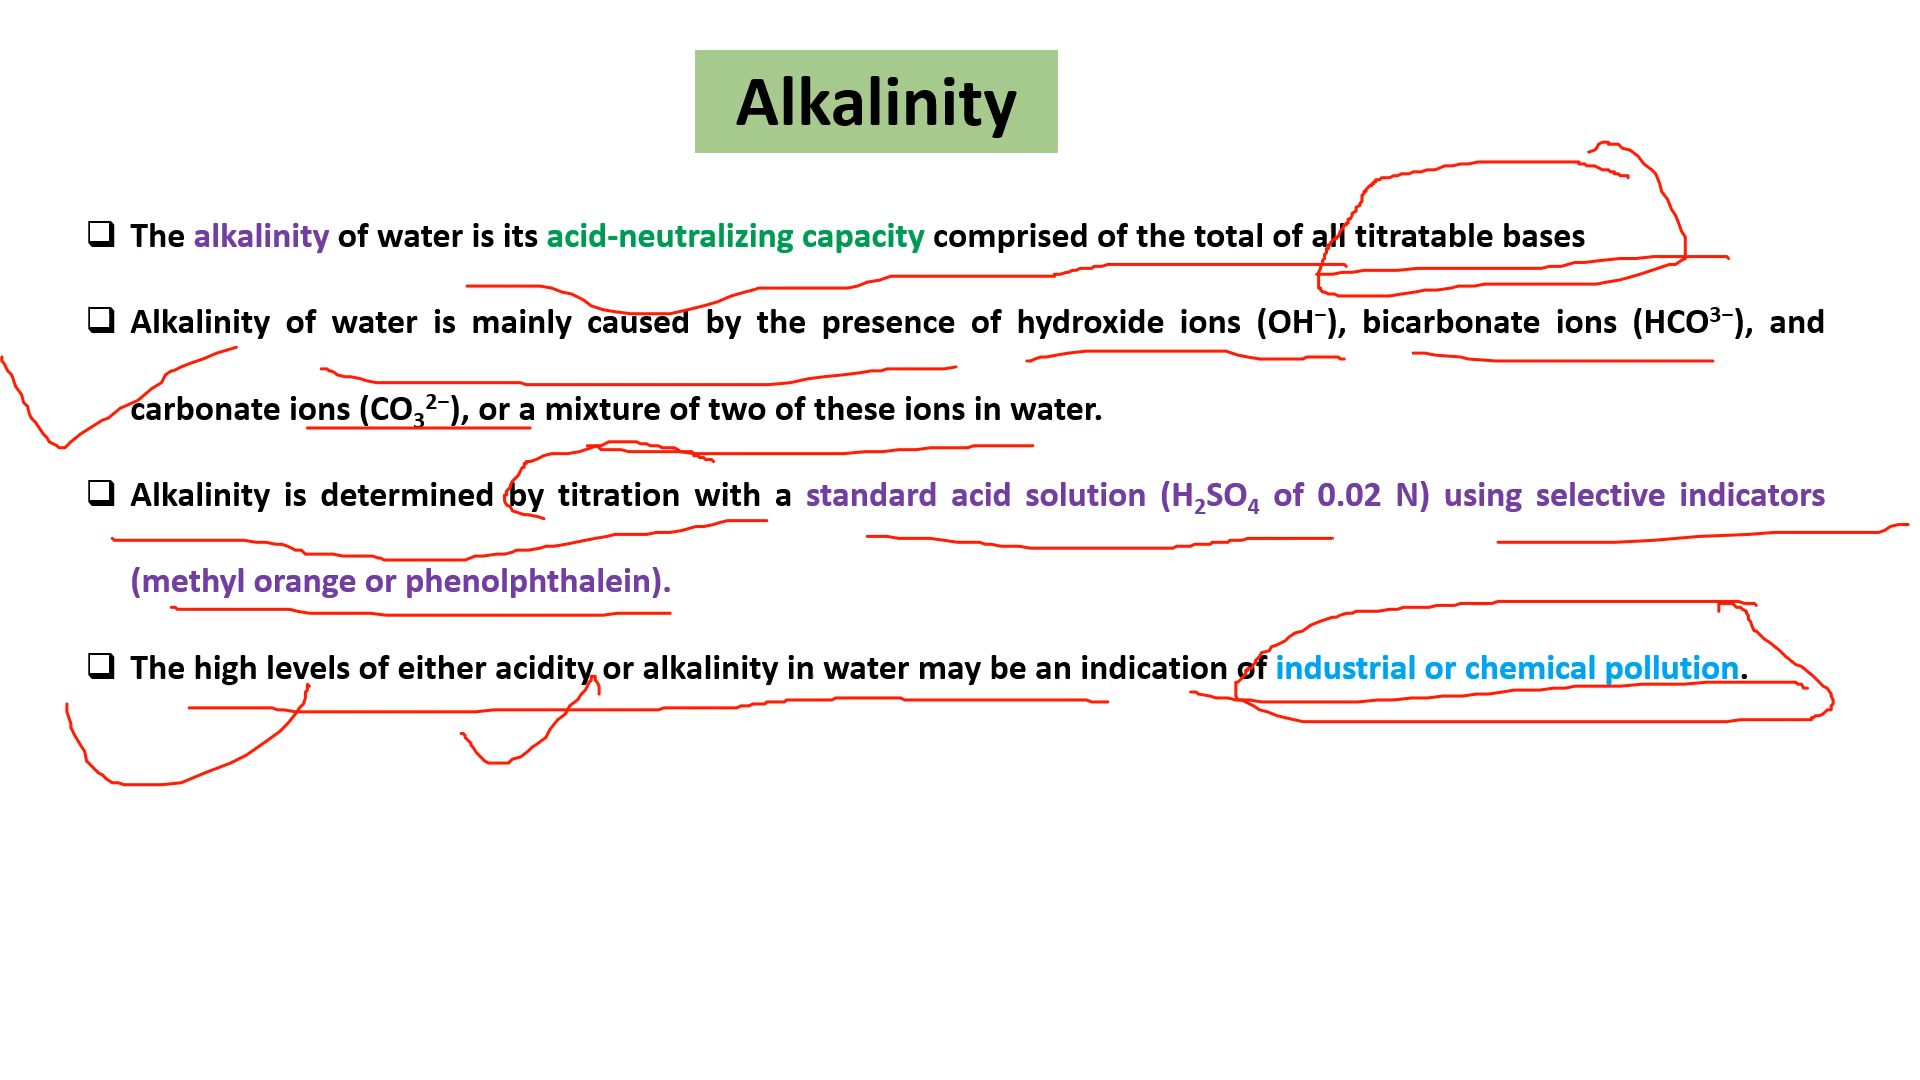 Alkalinity
❑ The alkalinity of water is its acid-neutralizing capacity comprised of the total of all titratable bases
❑ Alkalinity of water is mainly caused by the presence of hydroxide ions (OH⁻), bicarbonate ions (HCO³⁻), and
carbonate ions (CO₃²⁻), or a mixture of two of these ions in water.
❑ Alkalinity is determined by titration with a standard acid solution (H₂SO₄ of 0.02 N) using selective indicators
(methyl orange or phenolphthalein).
❑ The high levels of either acidity or alkalinity in water may be an indication of industrial or chemical pollution.